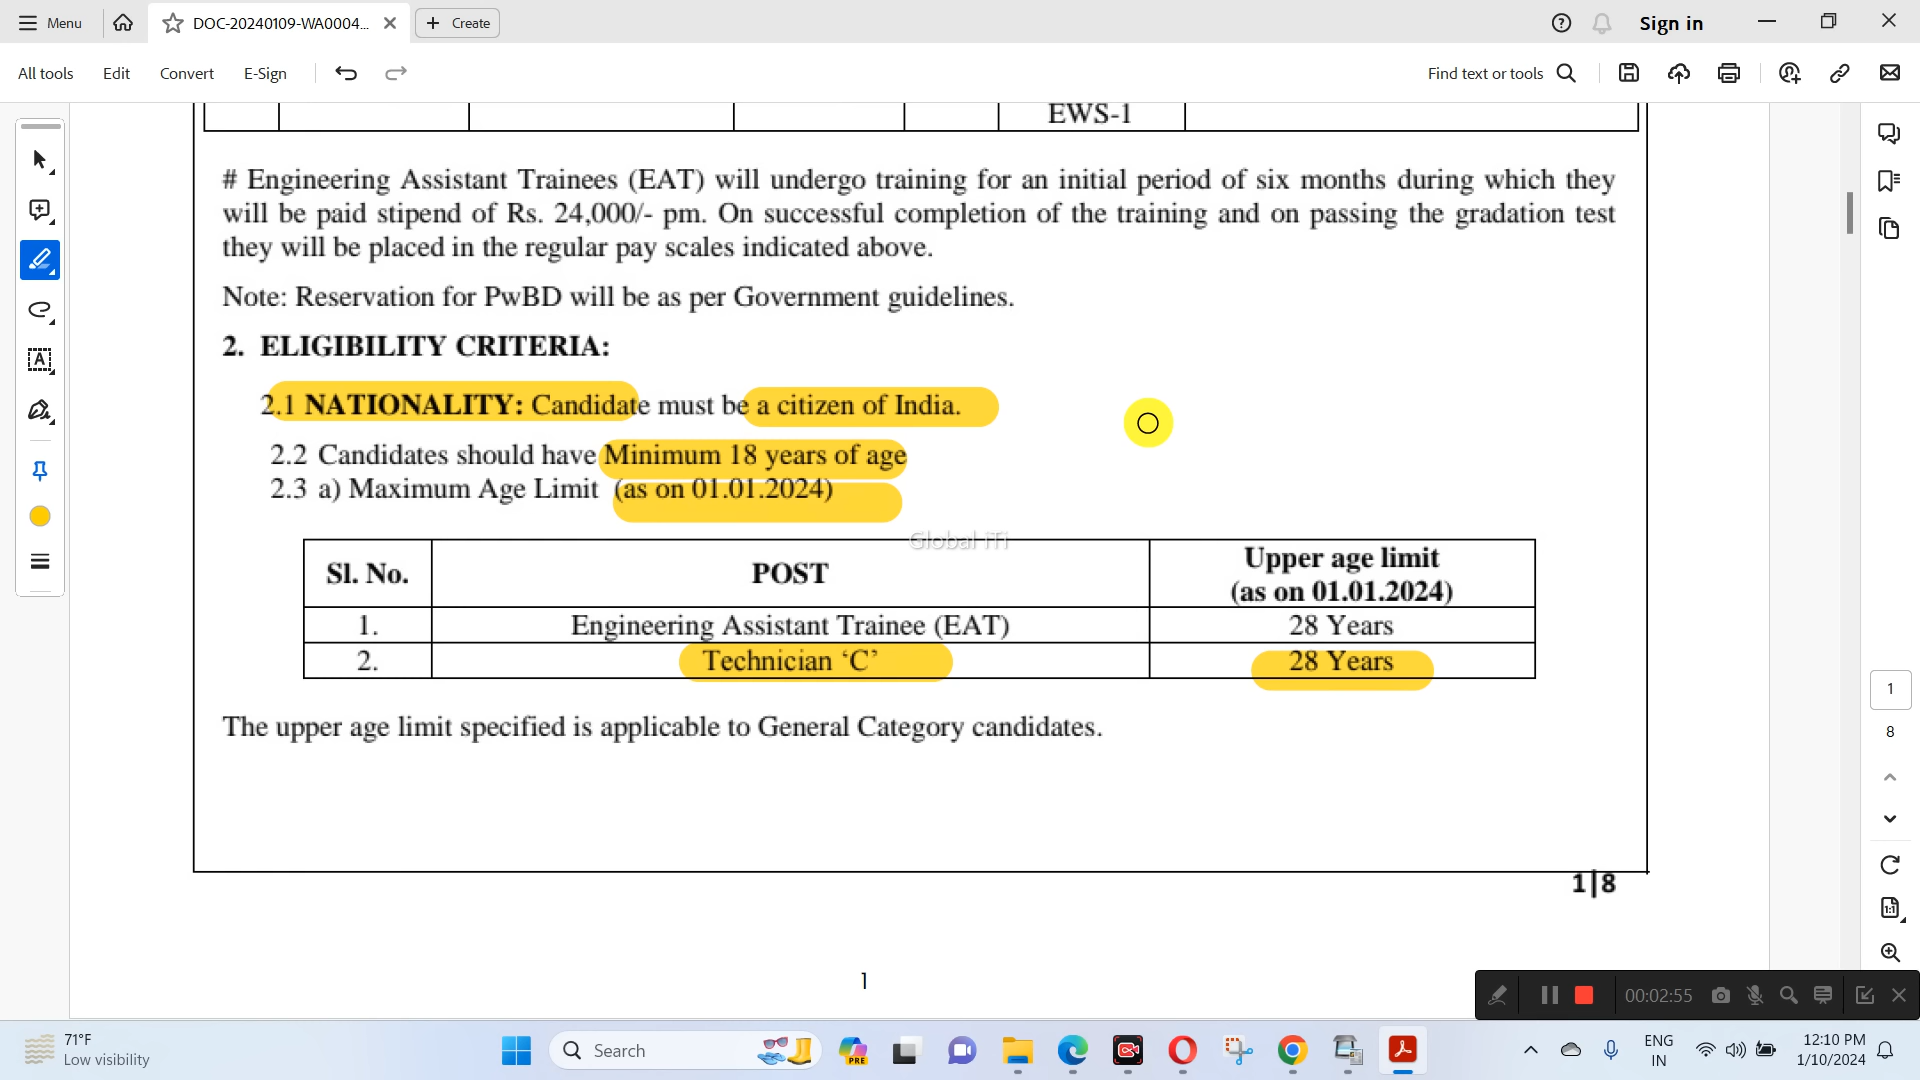 Menu
DOC-20240109-WA0004...
Create
Sign in
All tools
Edit
Convert
E-Sign
Find text or tools
EWS-1
# Engineering Assistant Trainees (EAT) will undergo training for an initial period of six months during which they
will be paid stipend of Rs. 24,000/- pm. On successful completion of the training and on passing the gradation test
they will be placed in the regular pay scales indicated above.
Note: Reservation for PwBD will be as per Government guidelines.
2. ELIGIBILITY CRITERIA:
2.1 NATIONALITY: Candidate must be a citizen of India.
2.2 Candidates should have Minimum 18 years of age
2.3 a) Maximum Age Limit (as on 01.01.2024)
Global ITI
Sl. No. POST Upper age limit
(as on 01.01.2024)
1. Engineering Assistant Trainee (EAT) 28 Years
2. Technician ‘C’ 28 Years
The upper age limit specified is applicable to General Category candidates.
1|8
1
1
8
00:02:55
71°F
Low visibility
Search
PRE
ENG
IN
12:10 PM
1/10/2024